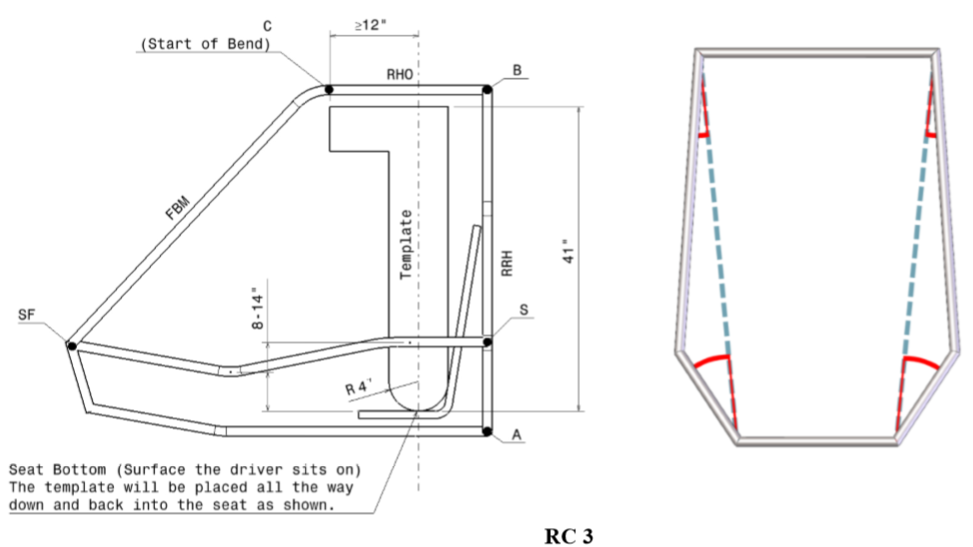 C
(Start of Bend)
≥12"
RHO
B
FBM
Template
41"
RRH
8-14"
SF
S
R 4'
A
Seat Bottom (Surface the driver sits on)
The template will be placed all the way
down and back into the seat as shown.
RC 3